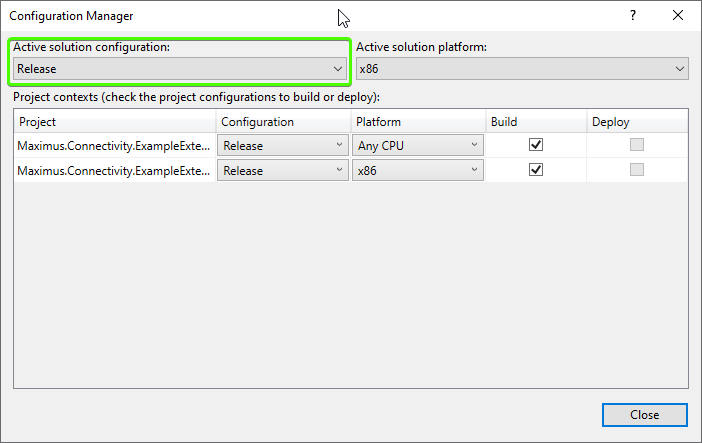 Configuration Manager
?
Active solution configuration:
Active solution platform:
Release
x86
Project contexts (check the project configurations to build or deploy):
Project Configuration Platform Build Deploy
Maximus.Connectivity.ExampleExte... Release Any CPU
Maximus.Connectivity.ExampleExte... Release x86
Close